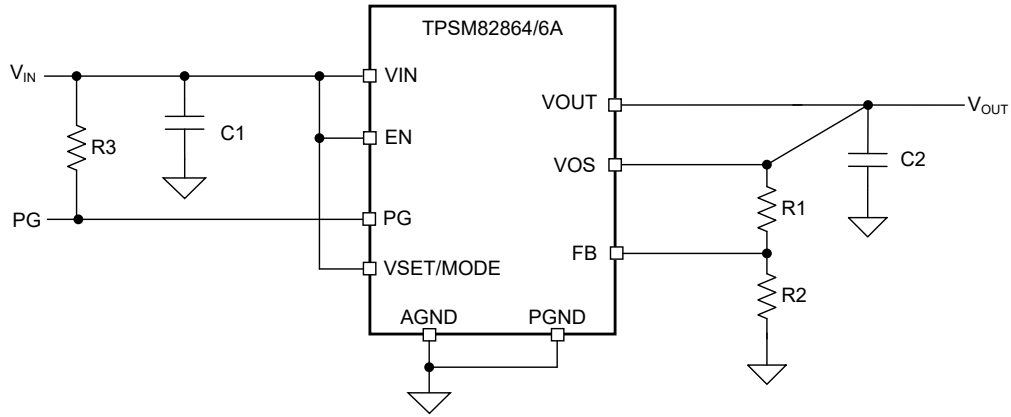 TPSM82864/6A
VIN
VIN
VOUT
VOUT
R3
C1
EN
VOS
C2
PG
PG
R1
FB
VSET/MODE
R2
AGND
PGND